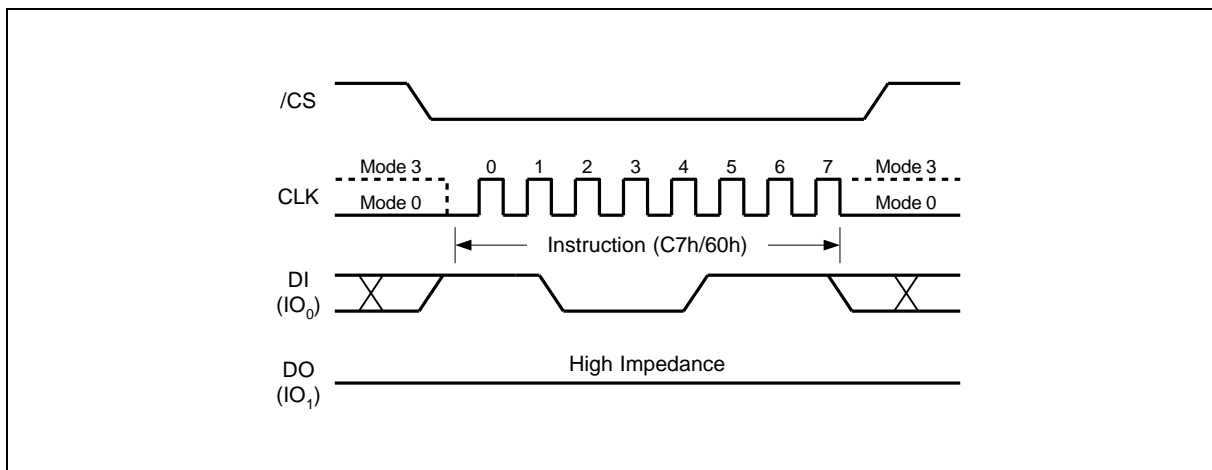 /CS
Mode 3 0 1 2 3 4 5 6 7 Mode 3
CLK
Mode 0 Mode 0
Instruction (C7h/60h)
DI
(IO0)
High Impedance
DO
(IO1)